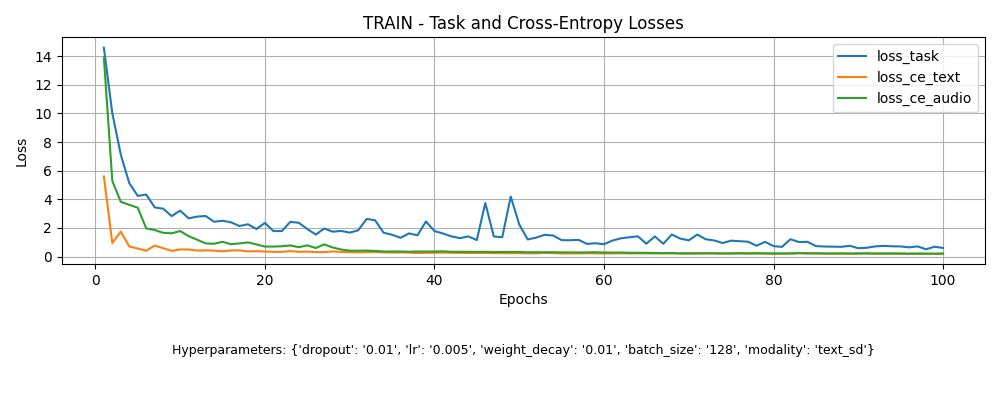 TRAIN - Task and Cross-Entropy Losses
loss_task
loss_ce_text
loss_ce_audio
Loss
14
12
10
8
6
4
2
0
0 20 40 60 80 100
Epochs
Hyperparameters: {'dropout': '0.01', 'lr': '0.005', 'weight_decay': '0.01', 'batch_size': '128', 'modality': 'text_sd'}